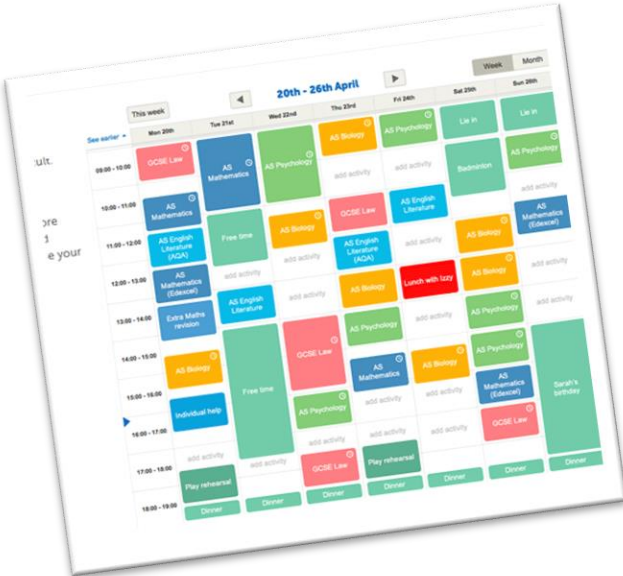 ult.
ore
e your
This week
20th - 26th April
Week
Month
See earlier
Mon 20th
Tue 21st
Wed 22nd
Thu 23rd
Fri 24th
Sat 25th
Sun 26th
09:00 - 10:00
10:00 - 11:00
11:00 - 12:00
12:00 - 13:00
13:00 - 14:00
14:00 - 15:00
15:00 - 16:00
16:00 - 17:00
17:00 - 18:00
18:00 - 19:00
GCSE Law
AS
Mathematics
AS English
Literature
(AQA)
AS
Mathematics
(Edexcel)
Extra Maths
revision
AS Biology
Individual help
add activity
Play rehearsal
Dinner
AS
Mathematics
Free time
add activity
AS English
Literature
Free time
add activity
Dinner
AS Psychology
AS Biology
add activity
add activity
GCSE Law
AS Psychology
add activity
GCSE Law
Dinner
AS Biology
add activity
GCSE Law
AS English
Literature
(AQA)
AS Biology
AS Psychology
AS
Mathematics
add activity
add activity
Play rehearsal
Dinner
AS Psychology
add activity
AS English
Literature
add activity
Lunch with Izzy
add activity
AS Biology
add activity
add activity
Dinner
Lie in
Badminton
AS Biology
AS Biology
AS Psychology
AS Psychology
AS
Mathematics
(Edexcel)
GCSE Law
add activity
Dinner
Lie in
AS Psychology
add activity
AS
Mathematics
(Edexcel)
add activity
add activity
Sarah's
birthday
Dinner